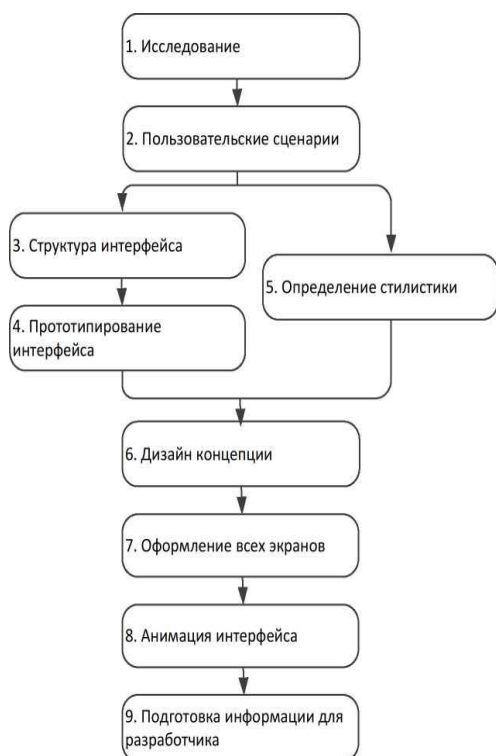 1. Исследование
2. Пользовательские сценарии
3. Структура интерфейса
4. Прототипирование
интерфейса
5. Определение стилистики
6. Дизайн концепции
7. Оформление всех экранов
8. Анимация интерфейса
9. Подготовка информации для
разработчика